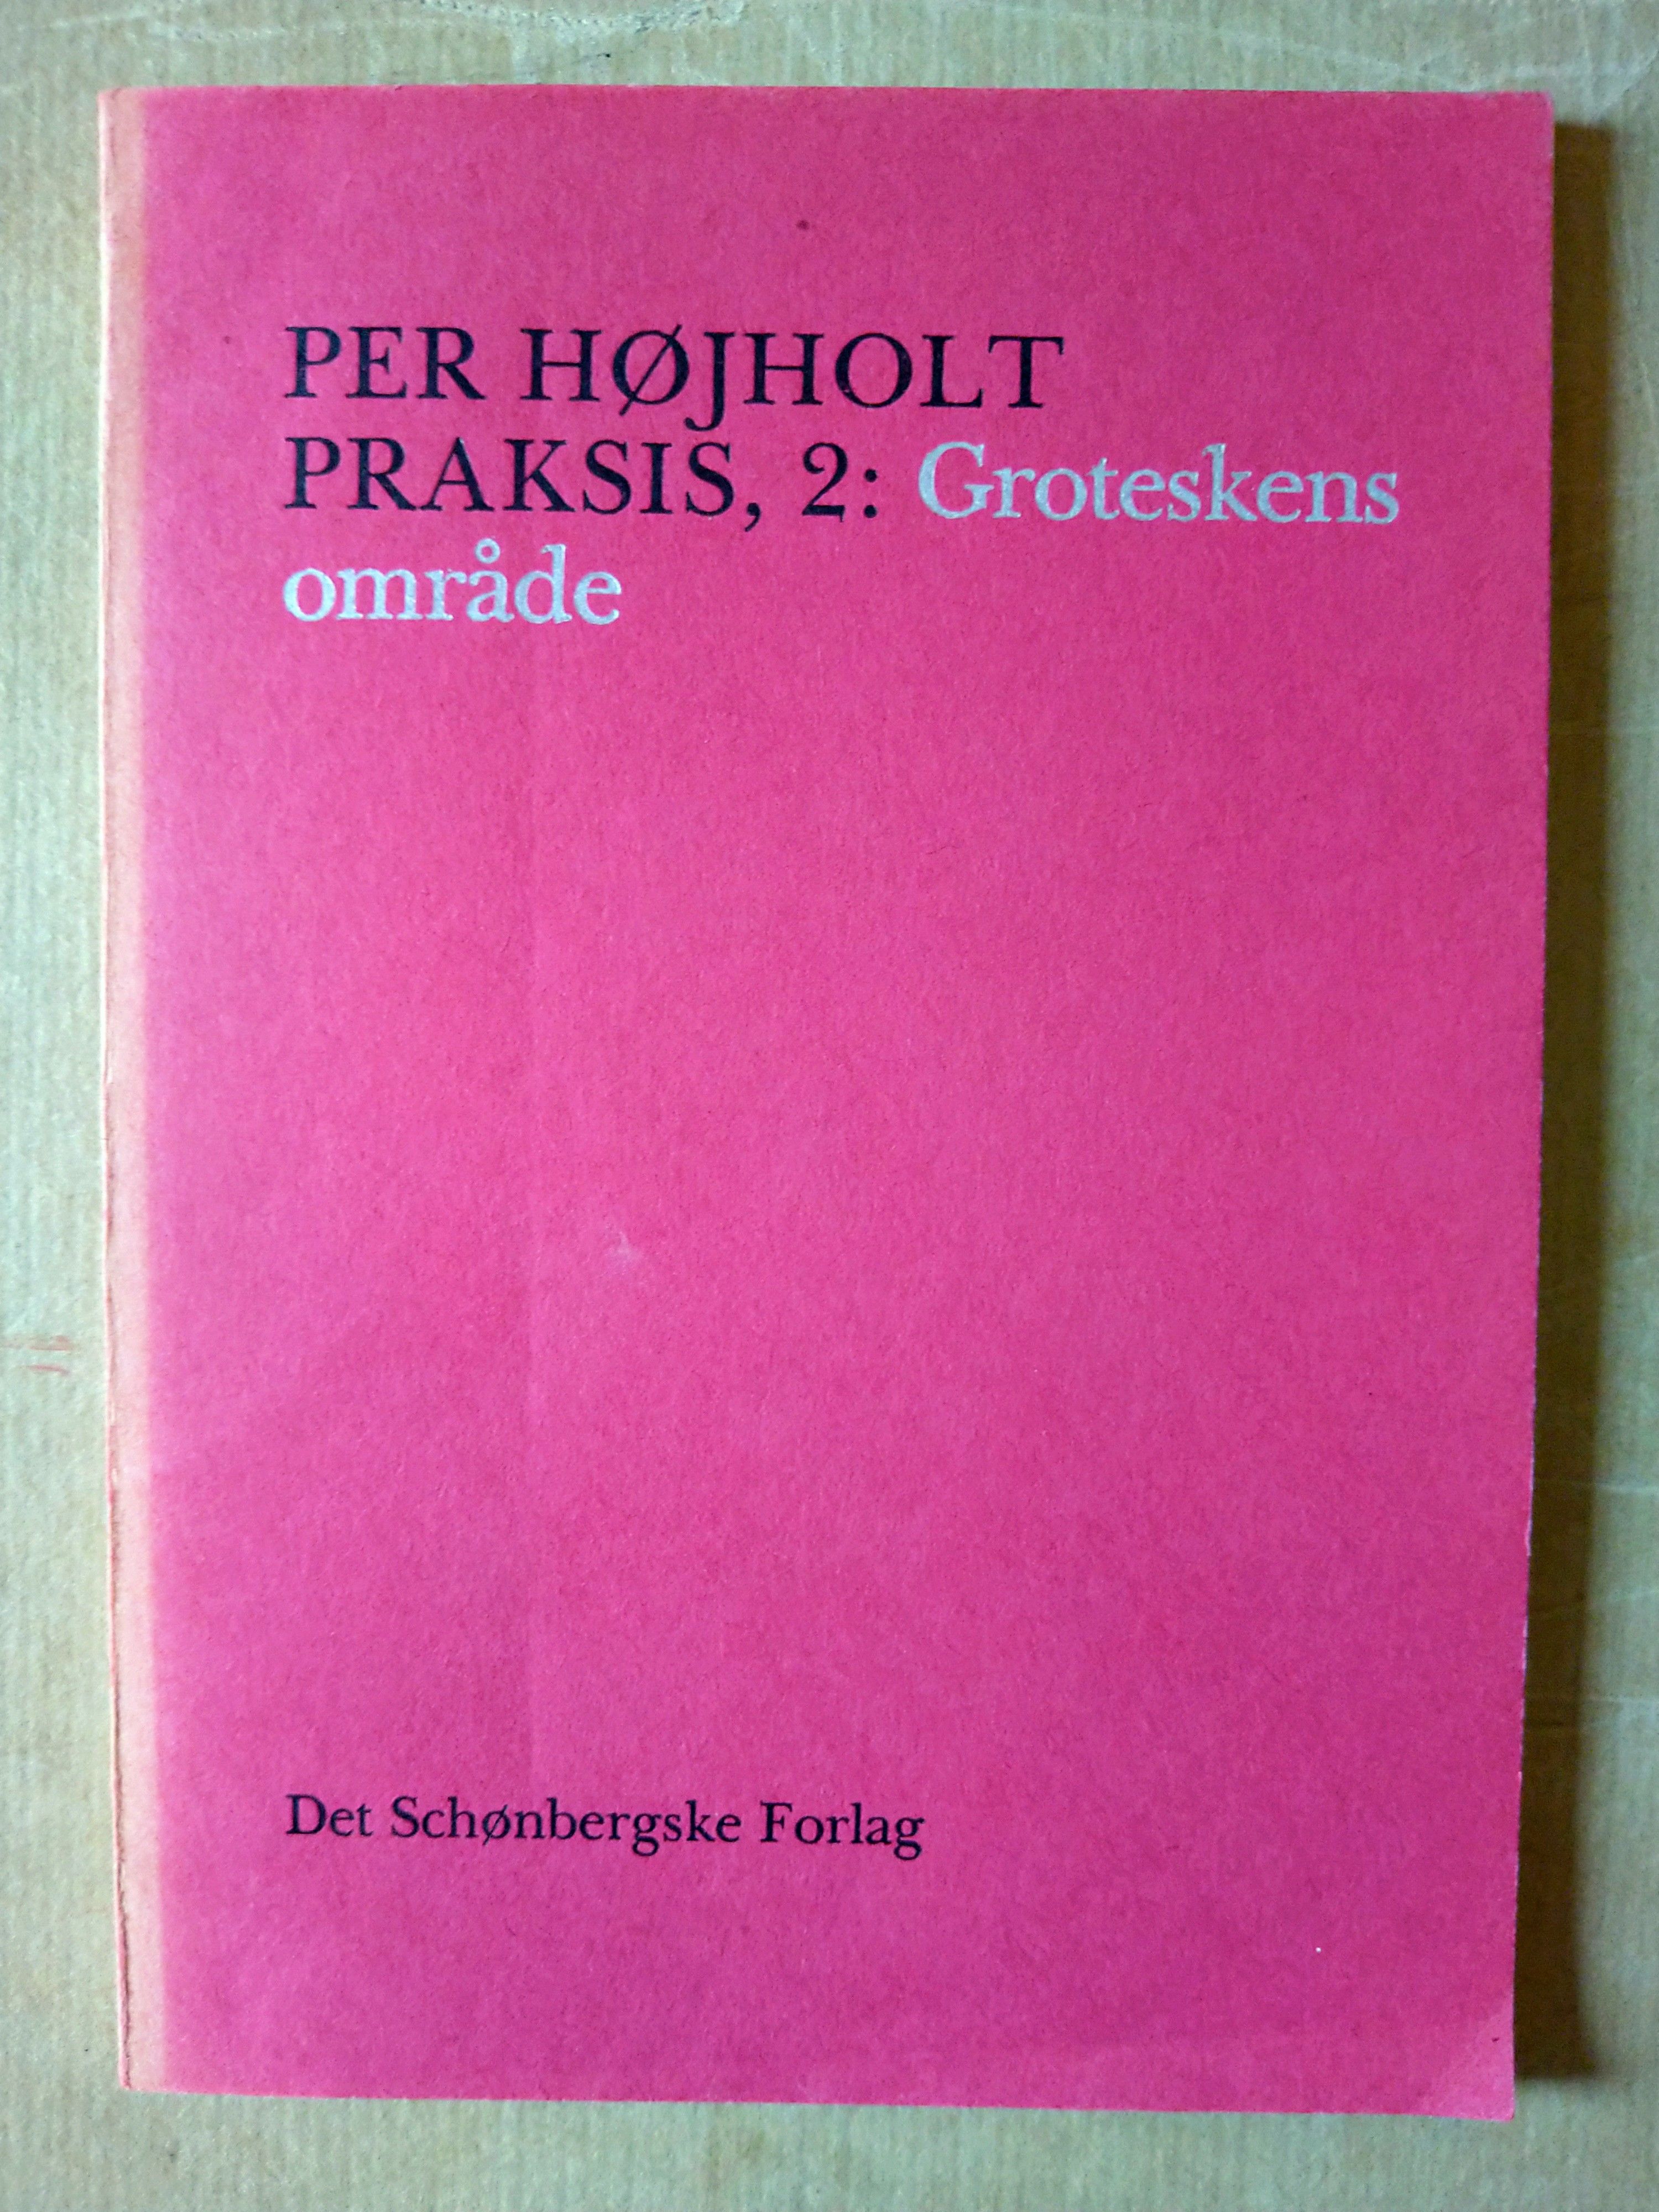 PER HØJHOLT
PRAKSIS, 2: Groteskens
område
Det Schønbergske Forlag